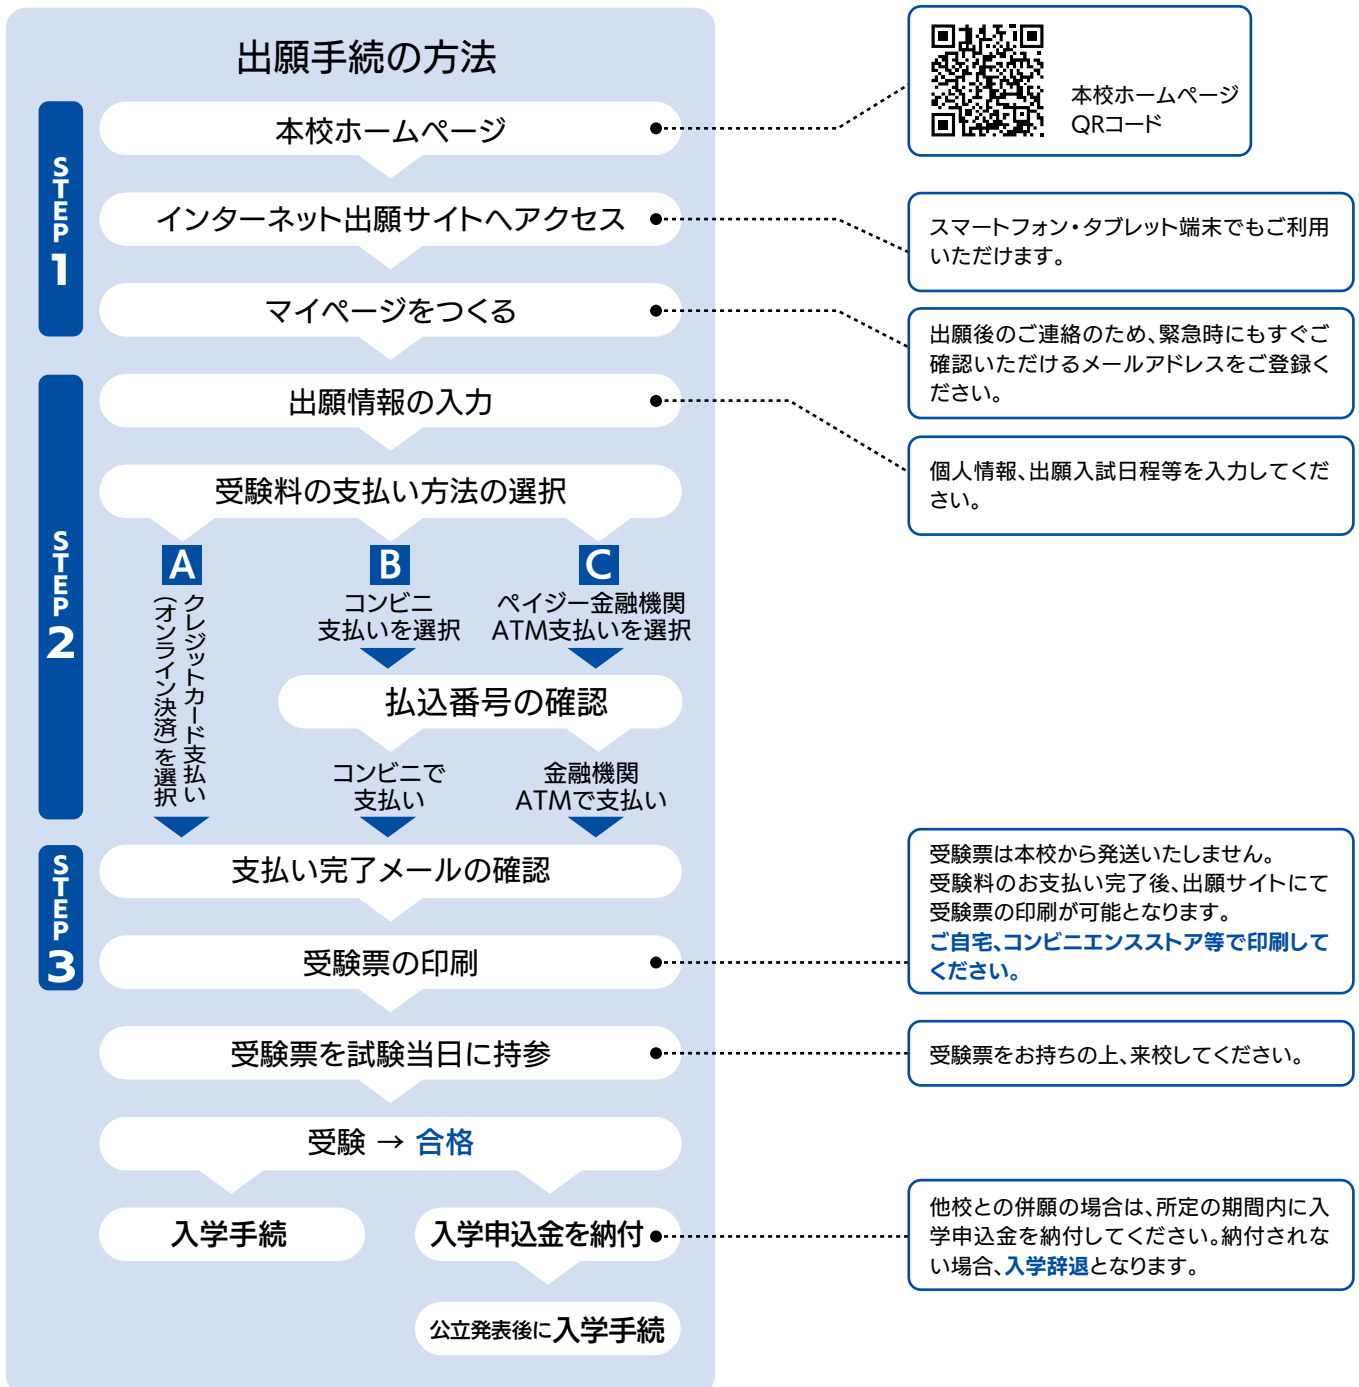 出願手続の方法
STEP1
本校ホームページ
本校ホームページ
QRコード
インターネット出願サイトへアクセス
スマートフォン・タブレット端末でもご利用
いただけます。
マイページをつくる
出願後のご連絡のため、緊急時にもすぐご
確認いただけるメールアドレスをご登録く
ださい。
STEP2
出願情報の入力
個人情報、出願入試日程等を入力してくだ
さい。
受験料の支払い方法の選択
A
クレジットカード支払い
(オンライン決済)を選択
B
コンビニ
支払いを選択
C
ペイジー金融機関
ATM支払いを選択
払込番号の確認
コンビニで
支払い
金融機関
ATMで支払い
STEP3
支払い完了メールの確認
受験票の印刷
受験票は本校から発送いたしません。
受験料のお支払い完了後、出願サイトにて
受験票の印刷が可能となります。
ご自宅、コンビニエンスストア等で印刷して
ください。
受験票を試験当日に持参
受験票をお持ちの上、来校してください。
受験 → 合格
入学手続
入学申込金を納付
他校との併願の場合は、所定の期間内に入
学申込金を納付してください。納付されな
い場合、入学辞退となります。
公立発表後に入学手続